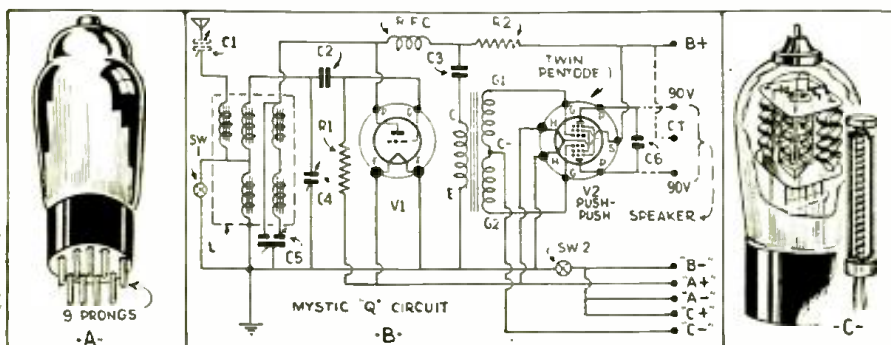 9 PRONGS
-A-
C1
SW 1
L
C2
R1
C4
C5
R.F.C
R2
C3
P
G
F
F
V1
C
E
G1
C-
G2
TWIN
PENTODE
G
P
H
S
H
G
P
V2
PUSH-
PUSH
C6
SW 2
B+
90V
CT
90V
SPEAKER
"B-"
"A+"
"A-"
"C+"
"C-"
MYSTIC "Q" CIRCUIT
-B-
-C-